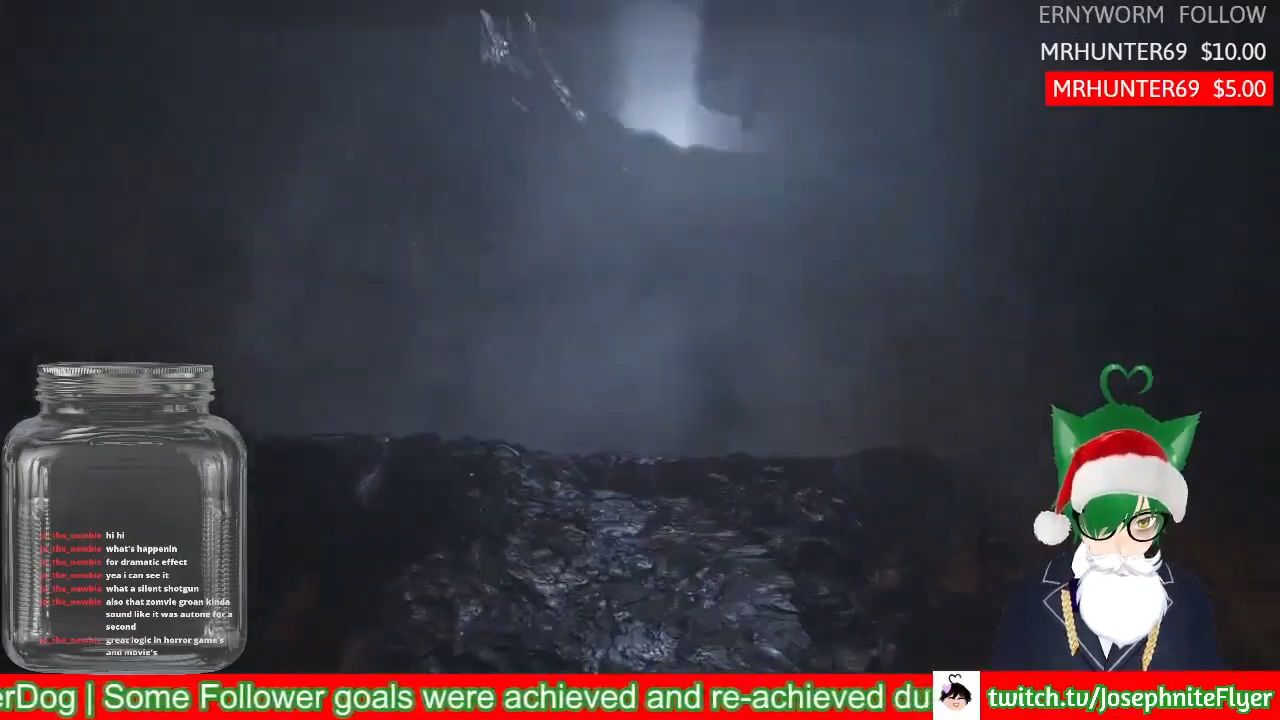 ERNYWORM FOLLOW
MRHUNTER69 $10.00
MRHUNTER69 $5.00
hi hi
what's happenin
for dramatic effect
yea i can see it
what a silent shotgun
also that zomvie groan kinda
sound like it was autone for a
second
great logic in horror game's
and movie's
erDog | Some Follower goals were achieved and re-achieved du
twitch.tv/JosephniteFlyer